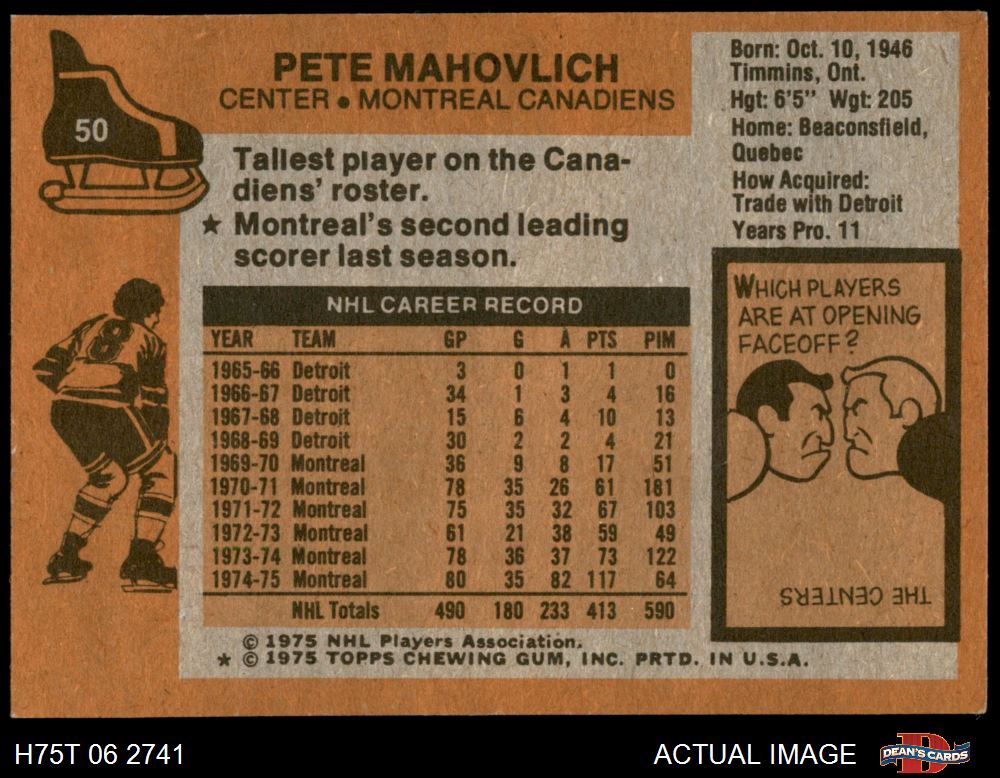 50
PETE MAHOVLICH
CENTER • MONTREAL CANADIENS
Tallest player on the Cana-
diens' roster.
★ Montreal's second leading
scorer last season.
Born: Oct. 10, 1946
Timmins, Ont.
Hgt: 6'5" Wgt: 205
Home: Beaconsfield,
Quebec
How Acquired:
Trade with Detroit
Years Pro. 11
8
NHL CAREER RECORD
YEAR TEAM GP G A PTS PIM
1965-66 Detroit 3 0 1 1 0
1966-67 Detroit 34 1 3 4 16
1967-68 Detroit 15 6 4 10 13
1968-69 Detroit 30 2 2 4 21
1969-70 Montreal 36 9 8 17 51
1970-71 Montreal 78 35 26 61 181
1971-72 Montreal 75 35 32 67 103
1972-73 Montreal 61 21 38 59 49
1973-74 Montreal 78 36 37 73 122
1974-75 Montreal 80 35 82 117 64
NHL Totals 490 180 233 413 590
© 1975 NHL Players Association.
★ © 1975 TOPPS CHEWING GUM, INC. PRTD. IN U.S.A.
WHICH PLAYERS
ARE AT OPENING
FACEOFF?
THE CENTERS
H75T 06 2741
ACTUAL IMAGE
DEAN'S CARDS